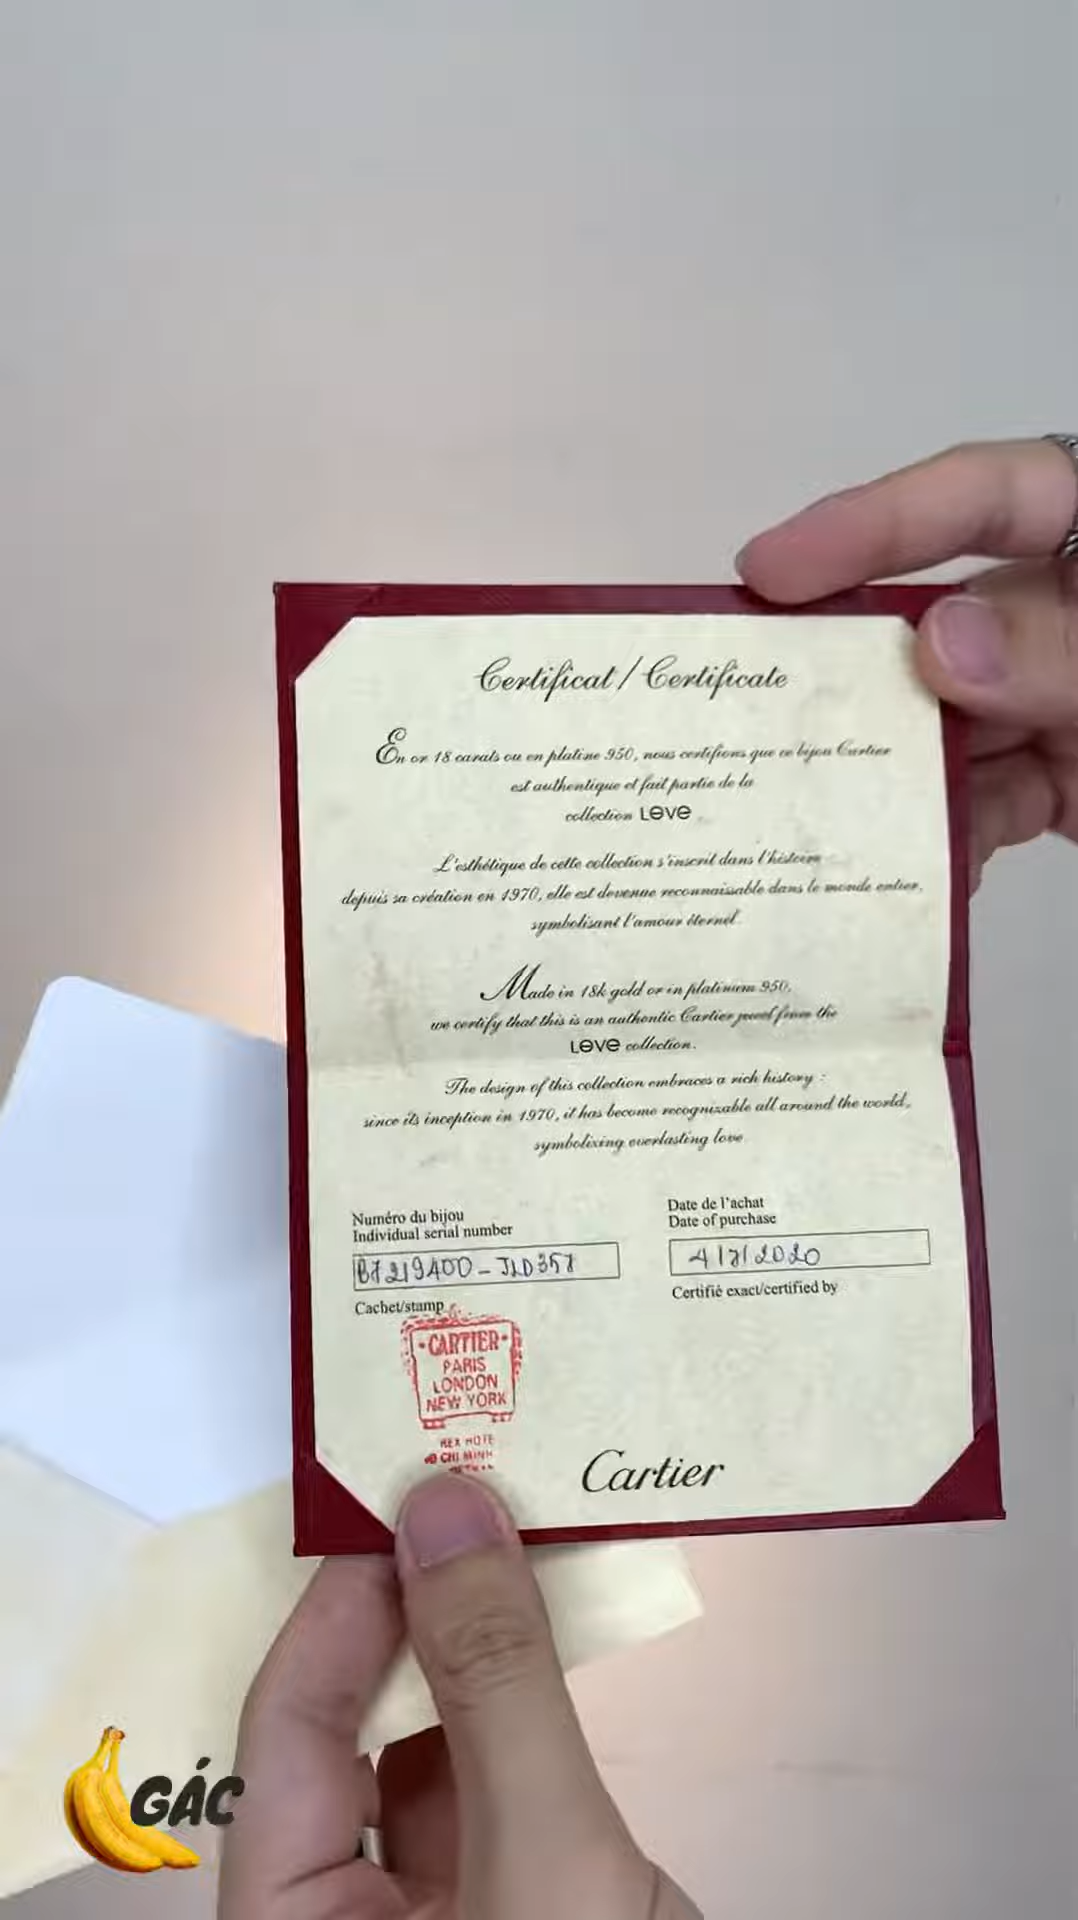 Certificat / Certificate
En or 18 carats ou en platine 950, nous certifions que ce bijou Cartier
est authentique et fait partie de la
collection LOVE
L'esthétique de cette collection s'inscrit dans l'histoire
depuis sa création en 1970, elle est devenue reconnaissable dans le monde entier,
symbolisant l'amour éternel
Made in 18k gold or in platinum 950,
we certify that this is an authentic Cartier jewel from the
LOVE collection.
The design of this collection embraces a rich history :
since its inception in 1970, it has become recognizable all around the world,
symbolizing everlasting love
Numéro du bijou
Individual serial number
Date de l'achat
Date of purchase
Cachet/stamp
Certifié exact/certified by
CARTIER
PARIS
LONDON
NEW YORK
REX
CHI MINH
Cartier
GÁC